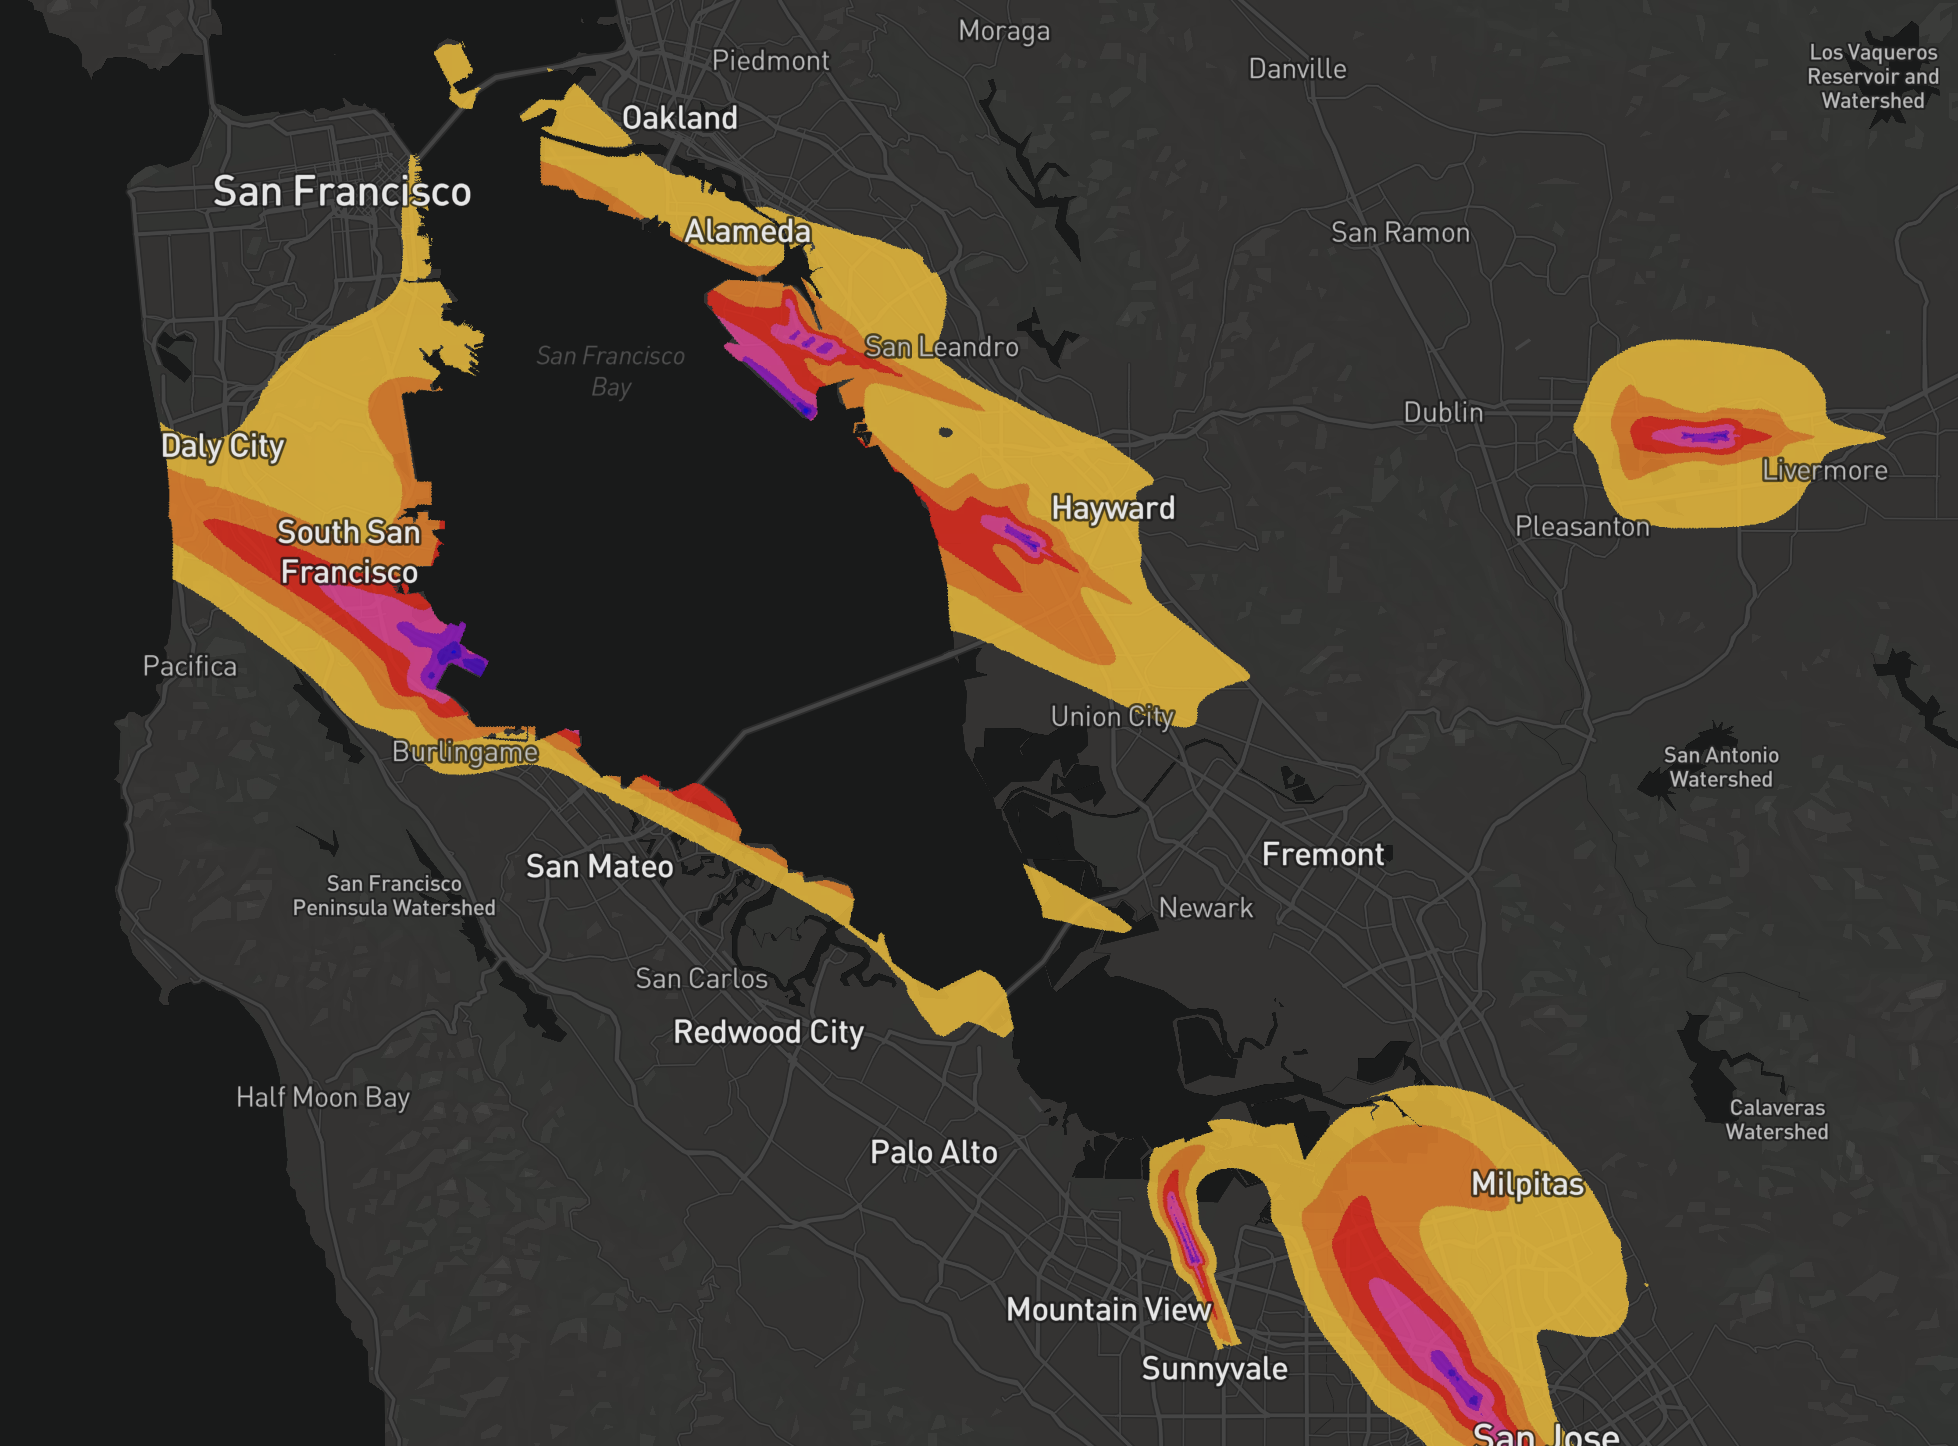 Moraga
Piedmont
Danville
Los Vaqueros
Reservoir and
Watershed
Oakland
San Francisco
Alameda
San Ramon
San Francisco
Bay
San Leandro
Dublin
Daly City
Livermore
Hayward
Pleasanton
South San
Francisco
Pacifica
Union City
Burlingame
San Antonio
Watershed
San Mateo
Fremont
San Francisco
Peninsula Watershed
Newark
San Carlos
Redwood City
Half Moon Bay
Calaveras
Watershed
Palo Alto
Milpitas
Mountain View
Sunnyvale
San Jose